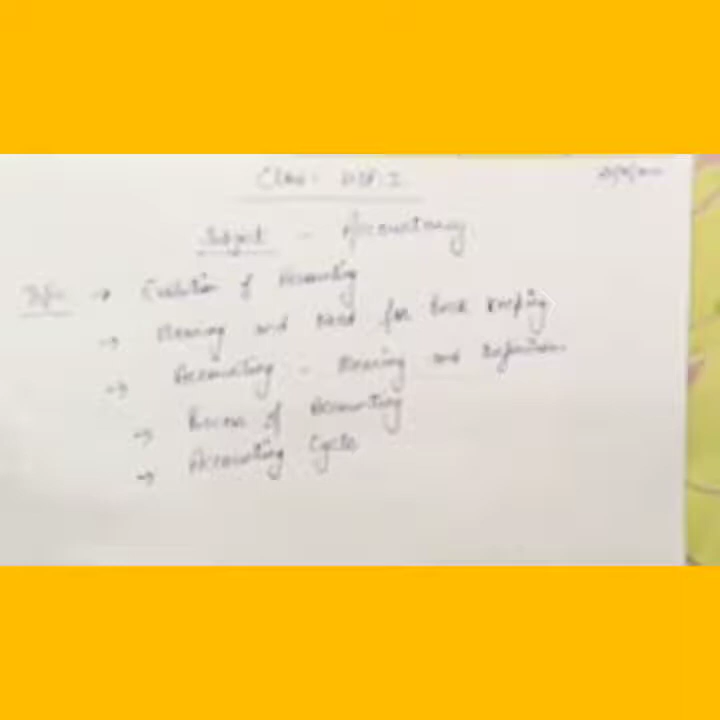 Class:
Subject - Accountancy
Topic → Evolution of Accounting
→ Meaning and Need for Book Keeping
→ Accounting - Meaning and Definition
→ Process of Accounting
→ Accounting Cycle